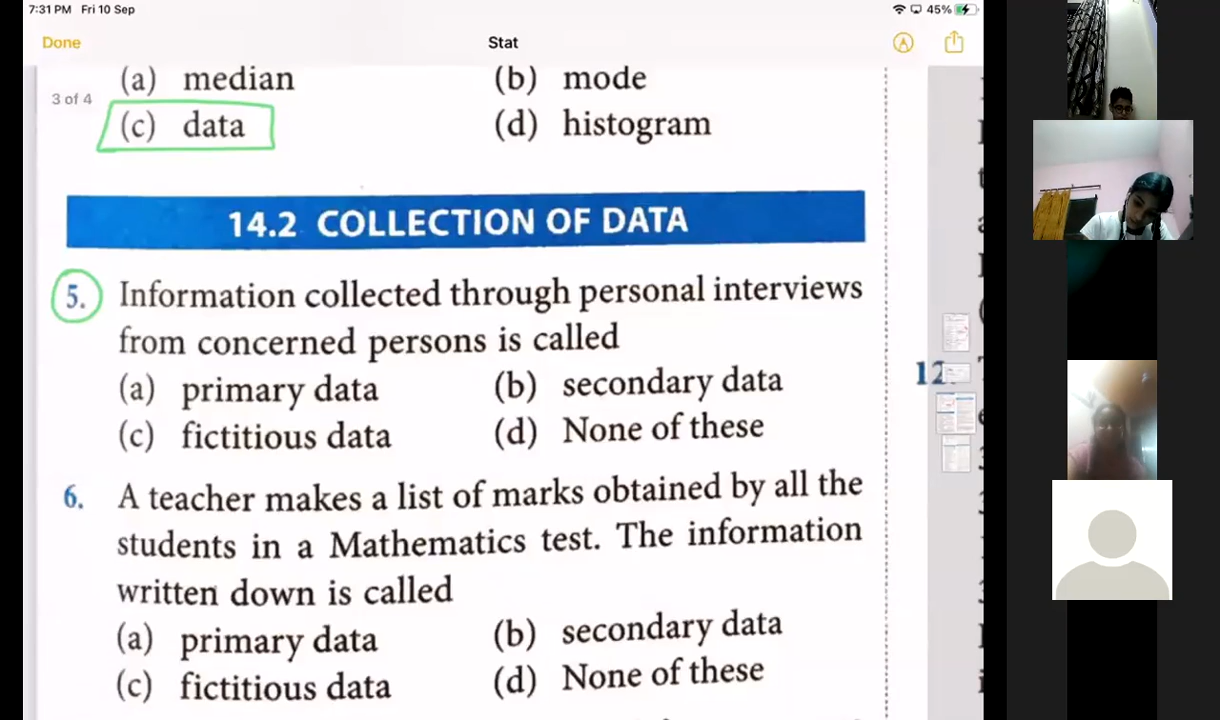 7:31 PM Fri 10 Sep
45%
Done
Stat
3 of 4
(a) median
(b) mode
(c) data
(d) histogram
14.2 COLLECTION OF DATA
5. Information collected through personal interviews
from concerned persons is called
(a) primary data
(b) secondary data
(c) fictitious data
(d) None of these
6. A teacher makes a list of marks obtained by all the
students in a Mathematics test. The information
written down is called
(a) primary data
(b) secondary data
(c) fictitious data
(d) None of these
12.